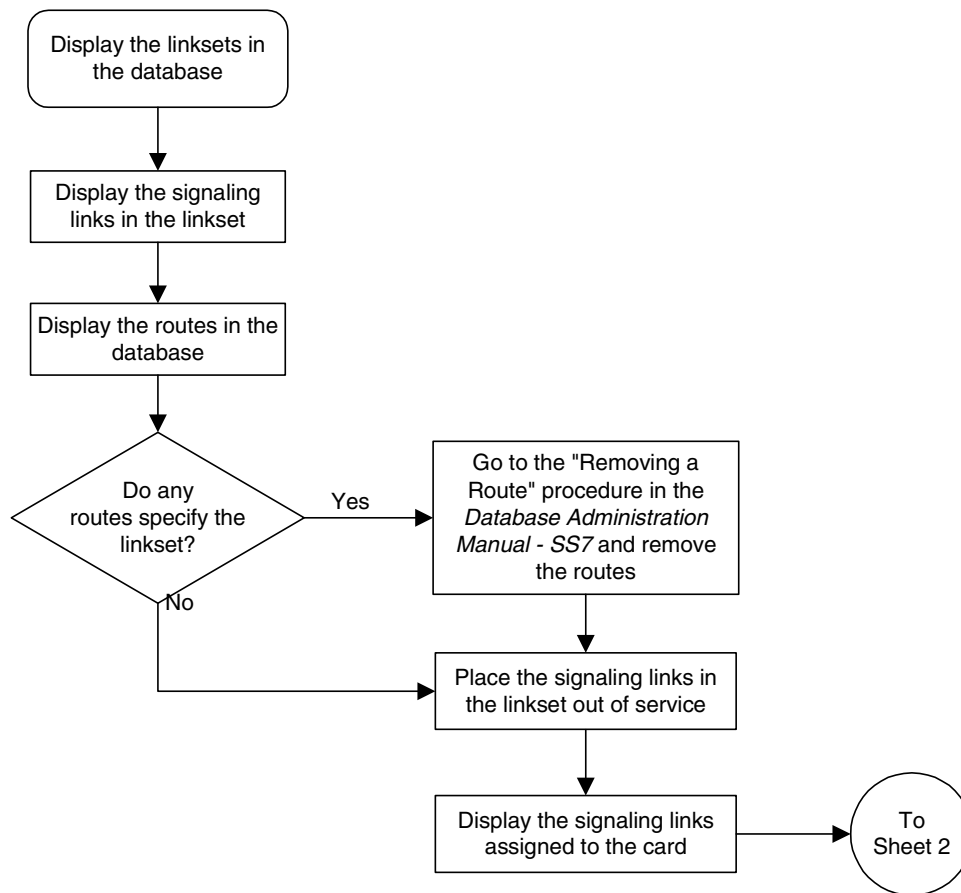 Display the linksets in
the database
Display the signaling
links in the linkset
Display the routes in the
database
Do any
routes specify the
linkset?
Yes
No
Go to the "Removing a
Route" procedure in the
Database Administration
Manual - SS7 and remove
the routes
Place the signaling links in
the linkset out of service
Display the signaling links
assigned to the card
To
Sheet 2